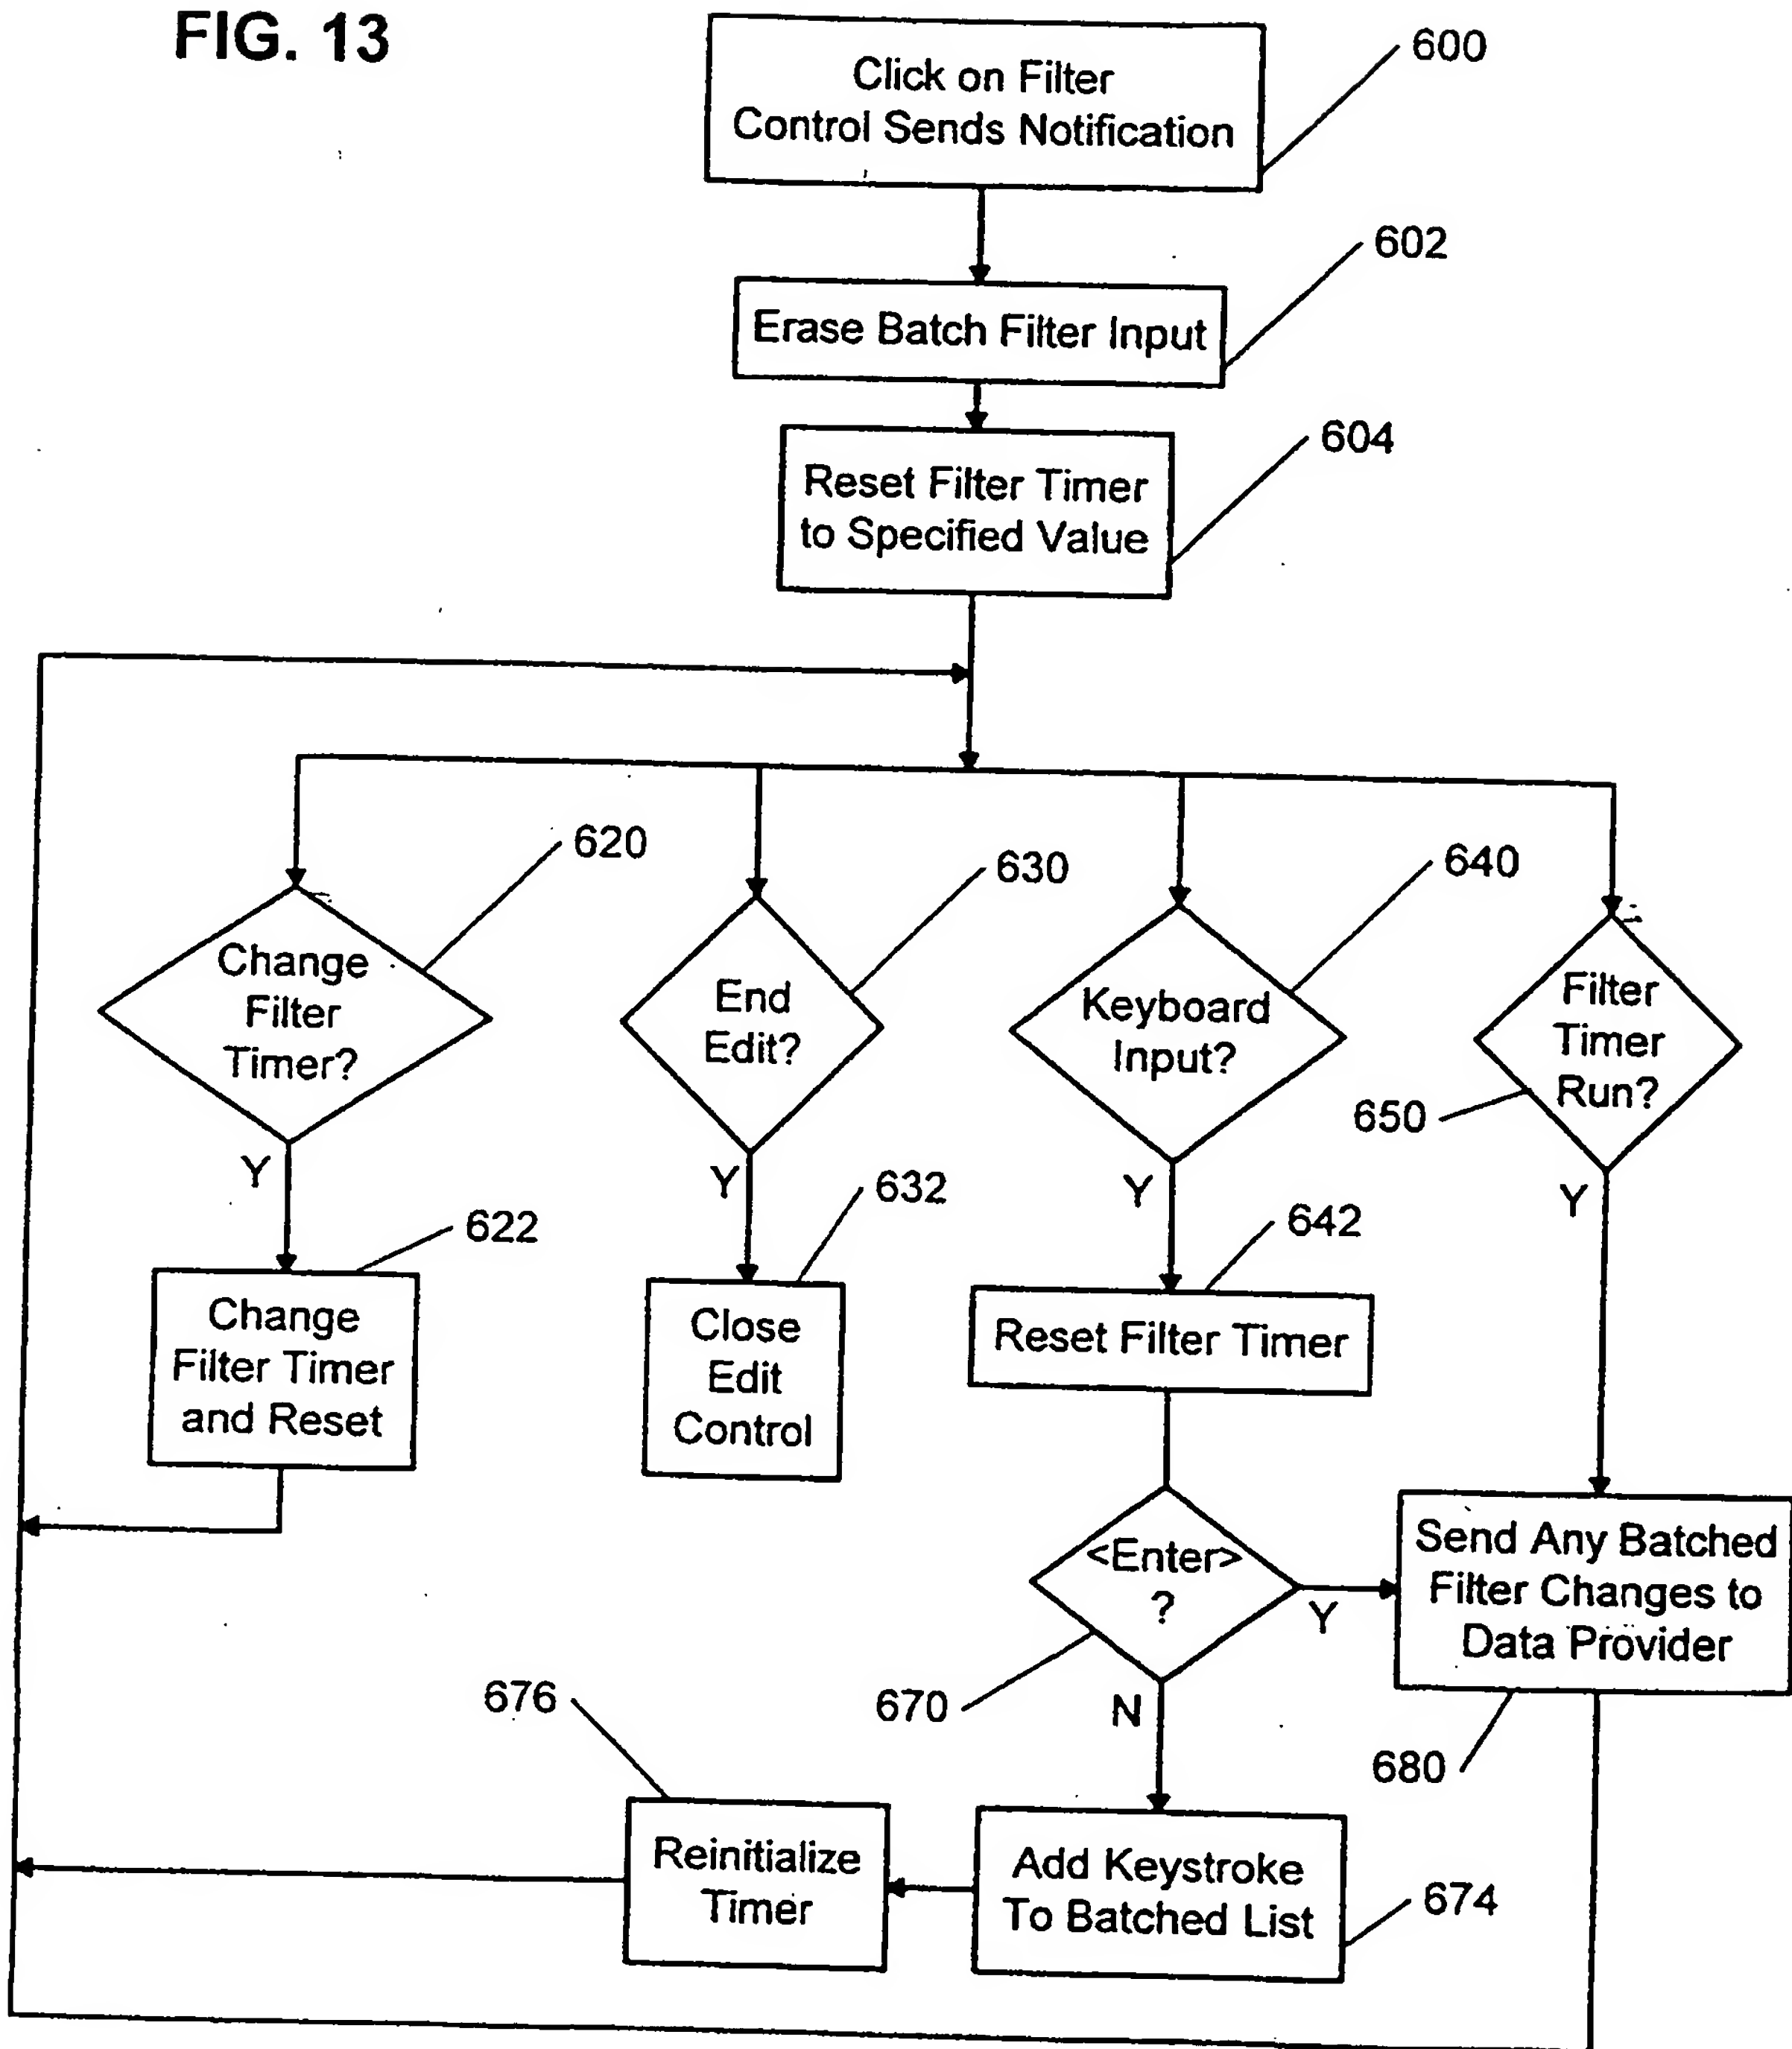 FIG. 13
Click on Filter
Control Sends Notification
600
602
Erase Batch Filter Input
604
Reset Filter Timer
to Specified Value
620
630
640
Change
Filter
Timer?
End
Edit?
Keyboard
Input?
Filter
Timer
Run?
650
Y
Y
Y
Y
622
632
642
Change
Filter Timer
and Reset
Close
Edit
Control
Reset Filter Timer
<Enter>
?
Y
N
670
Send Any Batched
Filter Changes to
Data Provider
680
676
Reinitialize
Timer
Add Keystroke
To Batched List
674